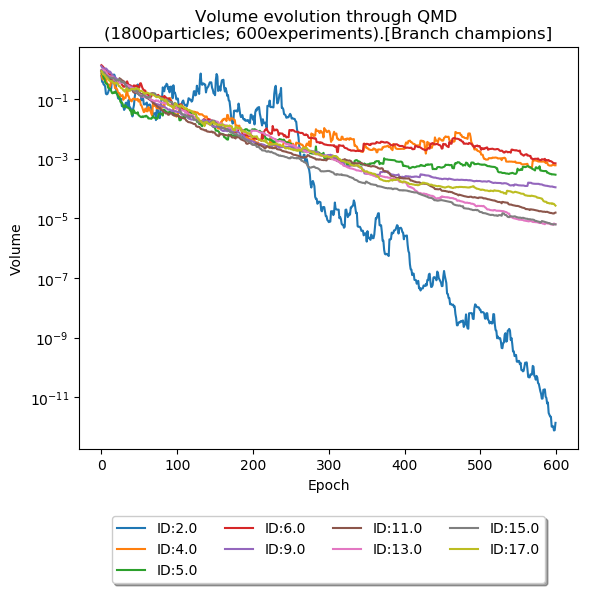 Volume evolution through QMD
(1800particles; 600experiments).[Branch champions]
10⁻¹
10⁻³
10⁻⁵
10⁻⁷
10⁻⁹
10⁻¹¹
Volume
0 100 200 300 400 500 600
Epoch
ID:2.0 ID:6.0 ID:11.0 ID:15.0
ID:4.0 ID:9.0 ID:13.0 ID:17.0
ID:5.0